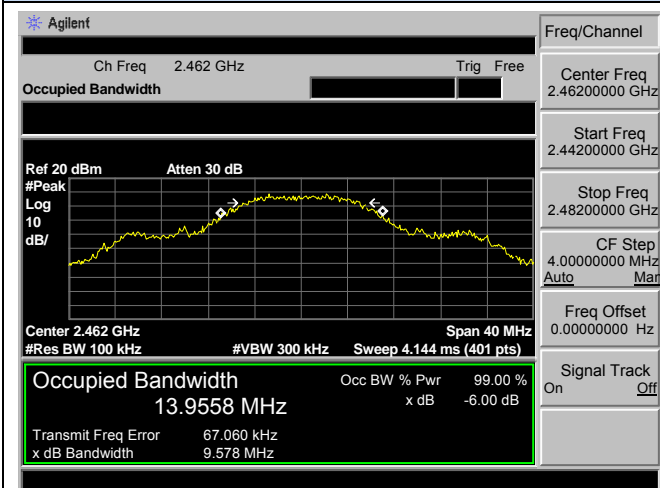 Agilent
Freq/Channel
Ch Freq 2.462 GHz Trig Free
Occupied Bandwidth
Center Freq
2.46200000 GHz
Start Freq
2.44200000 GHz
Stop Freq
2.48200000 GHz
CF Step
4.00000000 MHz
Auto Man
Freq Offset
0.00000000 Hz
Signal Track
On Off
Ref 20 dBm Atten 30 dB
#Peak
Log
10
dB/
Center 2.462 GHz Span 40 MHz
#Res BW 100 kHz #VBW 300 kHz Sweep 4.144 ms (401 pts)
Occupied Bandwidth
13.9558 MHz
Occ BW % Pwr 99.00 %
x dB -6.00 dB
Transmit Freq Error 67.060 kHz
x dB Bandwidth 9.578 MHz